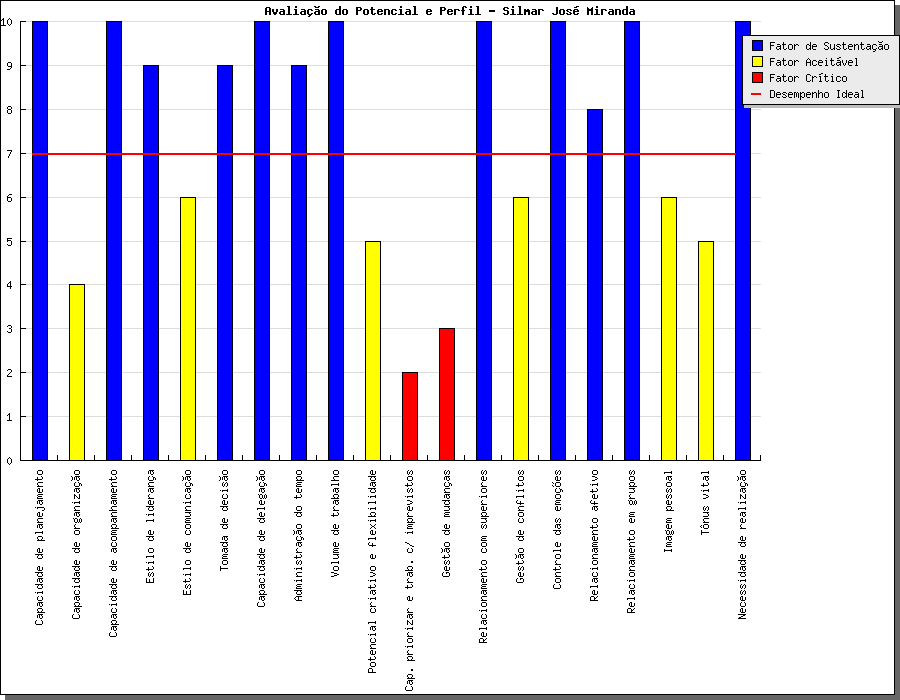 Avaliação do Potencial e Perfil - Silmar José Miranda
10
9
8
7
6
5
4
3
2
1
0
Fator de Sustentação
Fator Aceitável
Fator Crítico
Desempenho Ideal
Capacidade de planejamento
Capacidade de organização
Capacidade de acompanhamento
Estilo de liderança
Estilo de comunicação
Tomada de decisão
Capacidade de delegação
Administração do tempo
Volume de trabalho
Potencial criativo e flexibilidade
Cap. priorizar e trab. c/ imprevistos
Gestão de mudanças
Relacionamento com superiores
Gestão de conflitos
Controle das emoções
Relacionamento afetivo
Relacionamento em grupos
Imagem pessoal
Tônus vital
Necessidade de realização